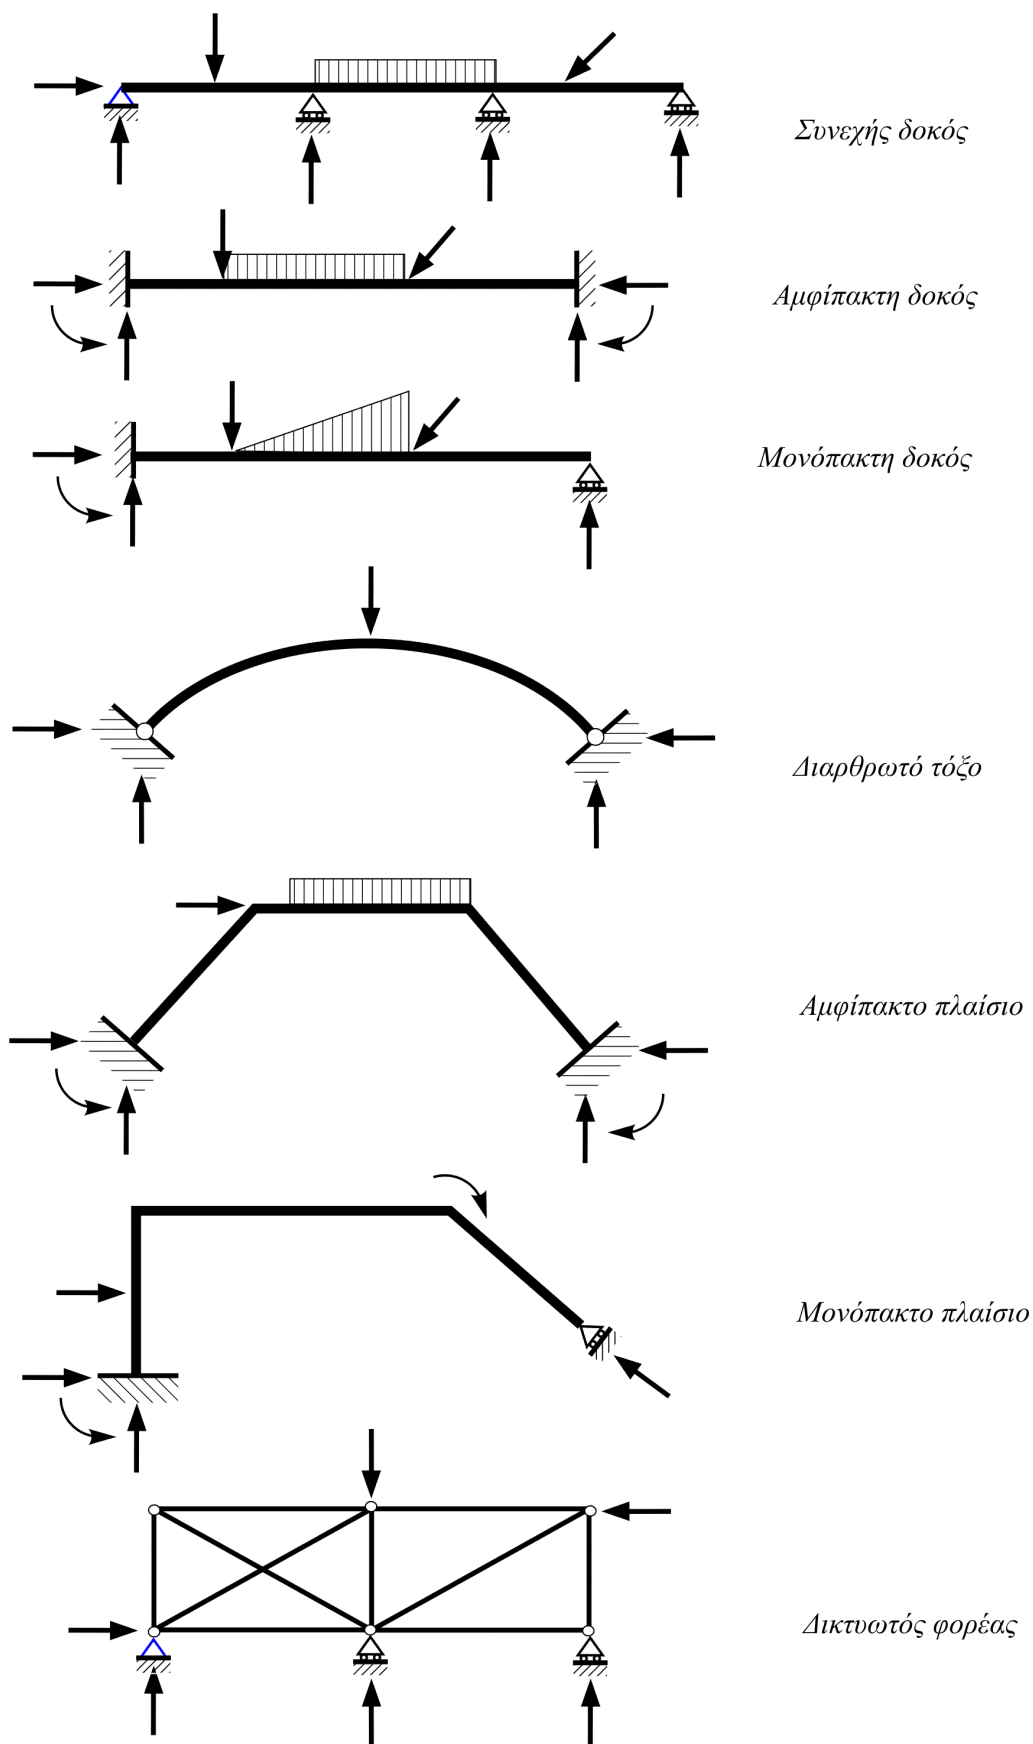 Συνεχής δοκός
Αμφίπακτη δοκός
Μονόπακτη δοκός
Διαρθρωτό τόξο
Αμφίπακτο πλαίσιο
Μονόπακτο πλαίσιο
Δικτυωτός φορέας